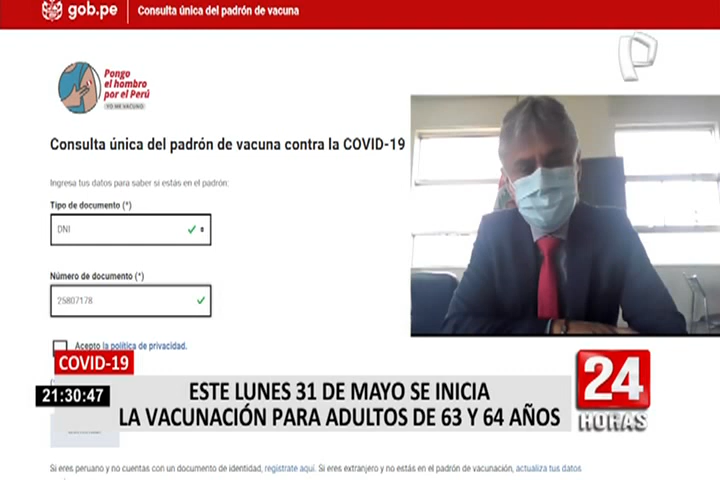 gob.pe
Consulta única del padrón de vacuna
Pongo
el hombro
por el Perú
YO ME VACUNO
Consulta única del padrón de vacuna contra la COVID-19
Ingresa tus datos para saber si estás en el padrón:
Tipo de documento (*)
DNI
Número de documento (*)
25807178
Acepto la política de privacidad.
COVID-19
21:30:47
ESTE LUNES 31 DE MAYO SE INICIA
LA VACUNACIÓN PARA ADULTOS DE 63 Y 64 AÑOS
24
HORAS
Si eres peruano y no cuentas con un documento de identidad, regístrate aquí. Si eres extranjero y no estás en el padrón de vacunación, actualiza tus datos